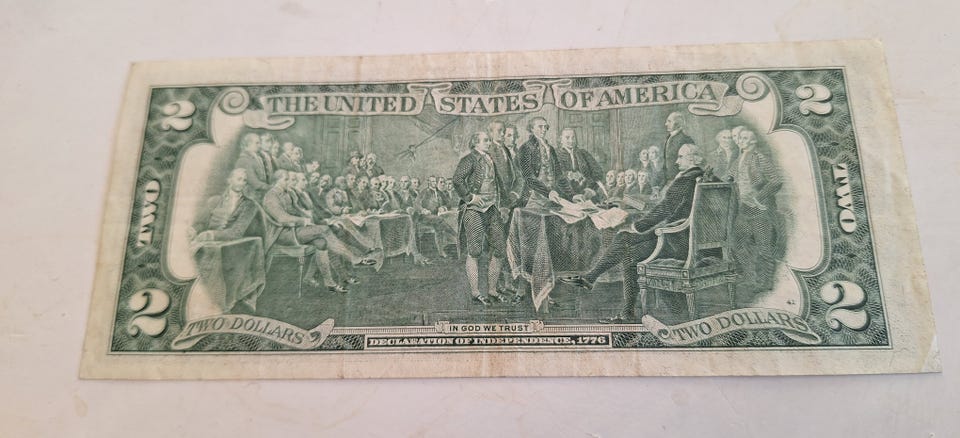 THE UNITED STATES OF AMERICA
2
2
TWO
TWO
42
2
2
TWO DOLLARS
TWO DOLLARS
IN GOD WE TRUST
DECLARATION OF INDEPENDENCE, 1776